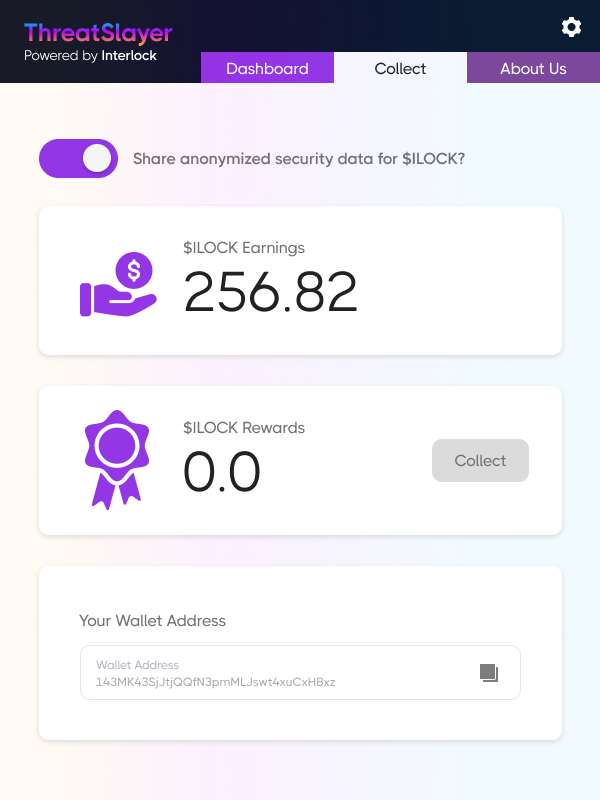 ThreatSlayer
Powered by Interlock
Dashboard
Collect
About Us
Share anonymized security data for $ILOCK?
$ILOCK Earnings
$
256.82
$ILOCK Rewards
0.0
Collect
Your Wallet Address
Wallet Address
143MK43SjJtjQQfN3pmMLJswt4xuCxHBxz